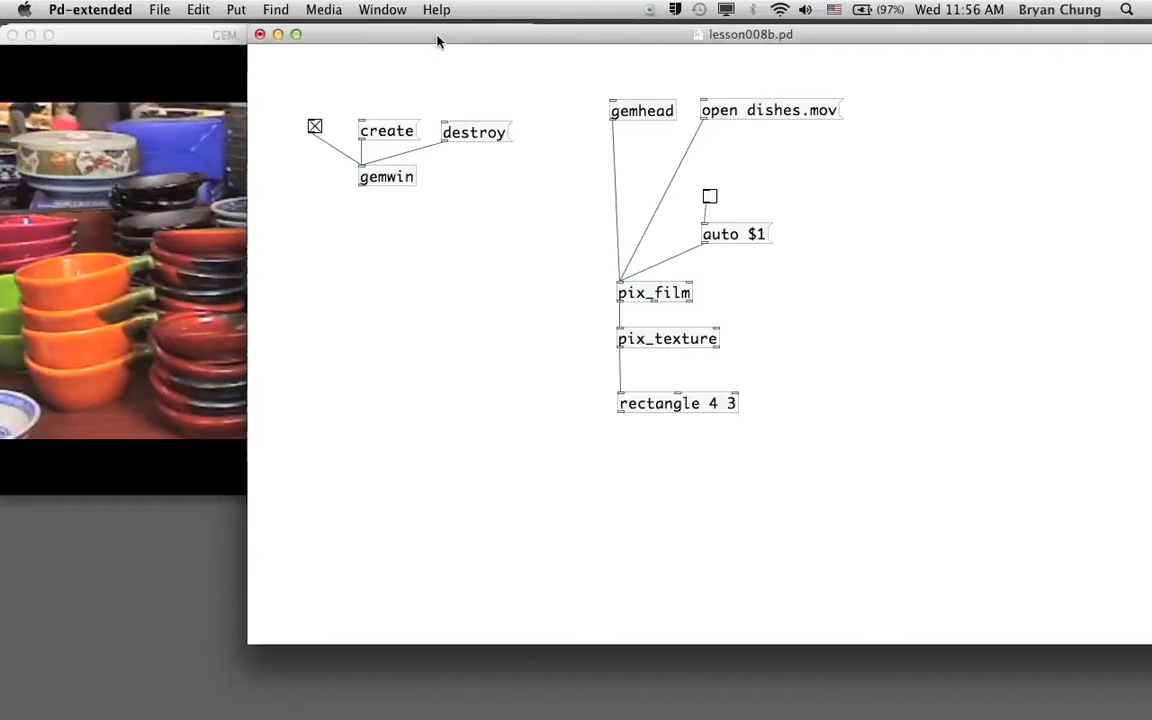 Pd-extended File Edit Put Find Media Window Help (97%) Wed 11:56 AM Bryan Chung
GEM
lesson008b.pd
gemhead open dishes.mov
create destroy
gemwin
auto $1
pix_film
pix_texture
rectangle 4 3